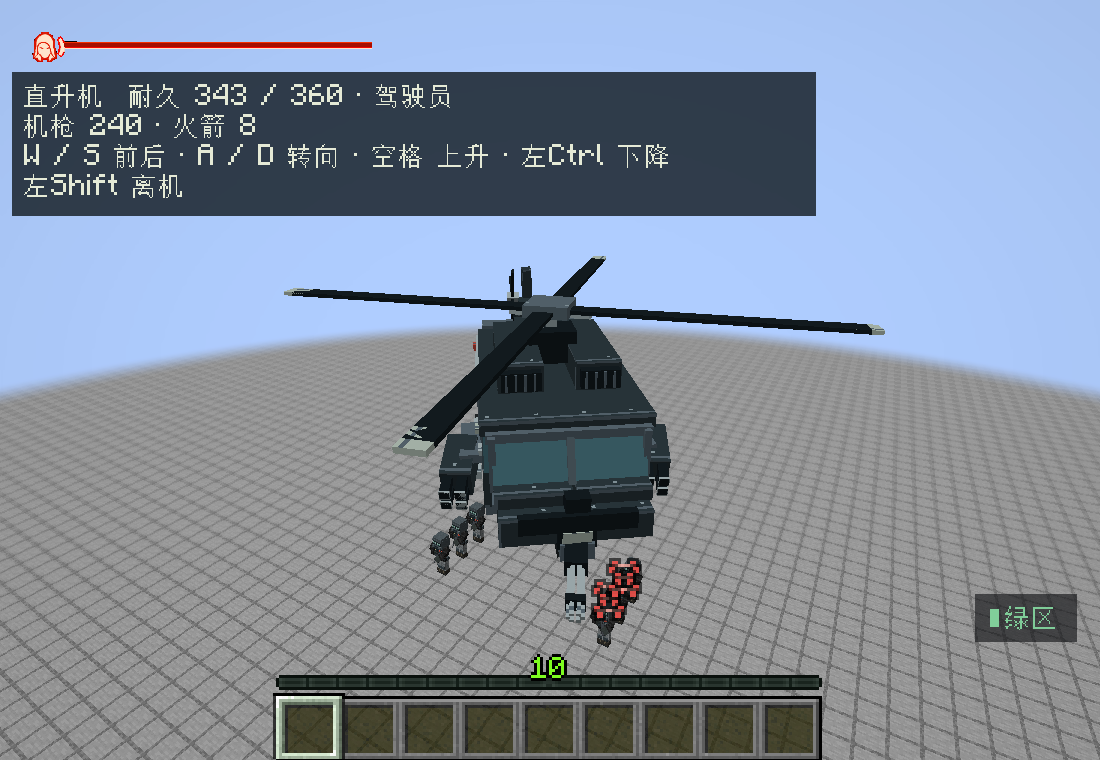 直升机 耐久 343 / 360 · 驾驶员
机枪 240 · 火箭 8
W / S 前后 · A / D 转向 · 空格 上升 · 左Ctrl 下降
左Shift 离机
绿区
10